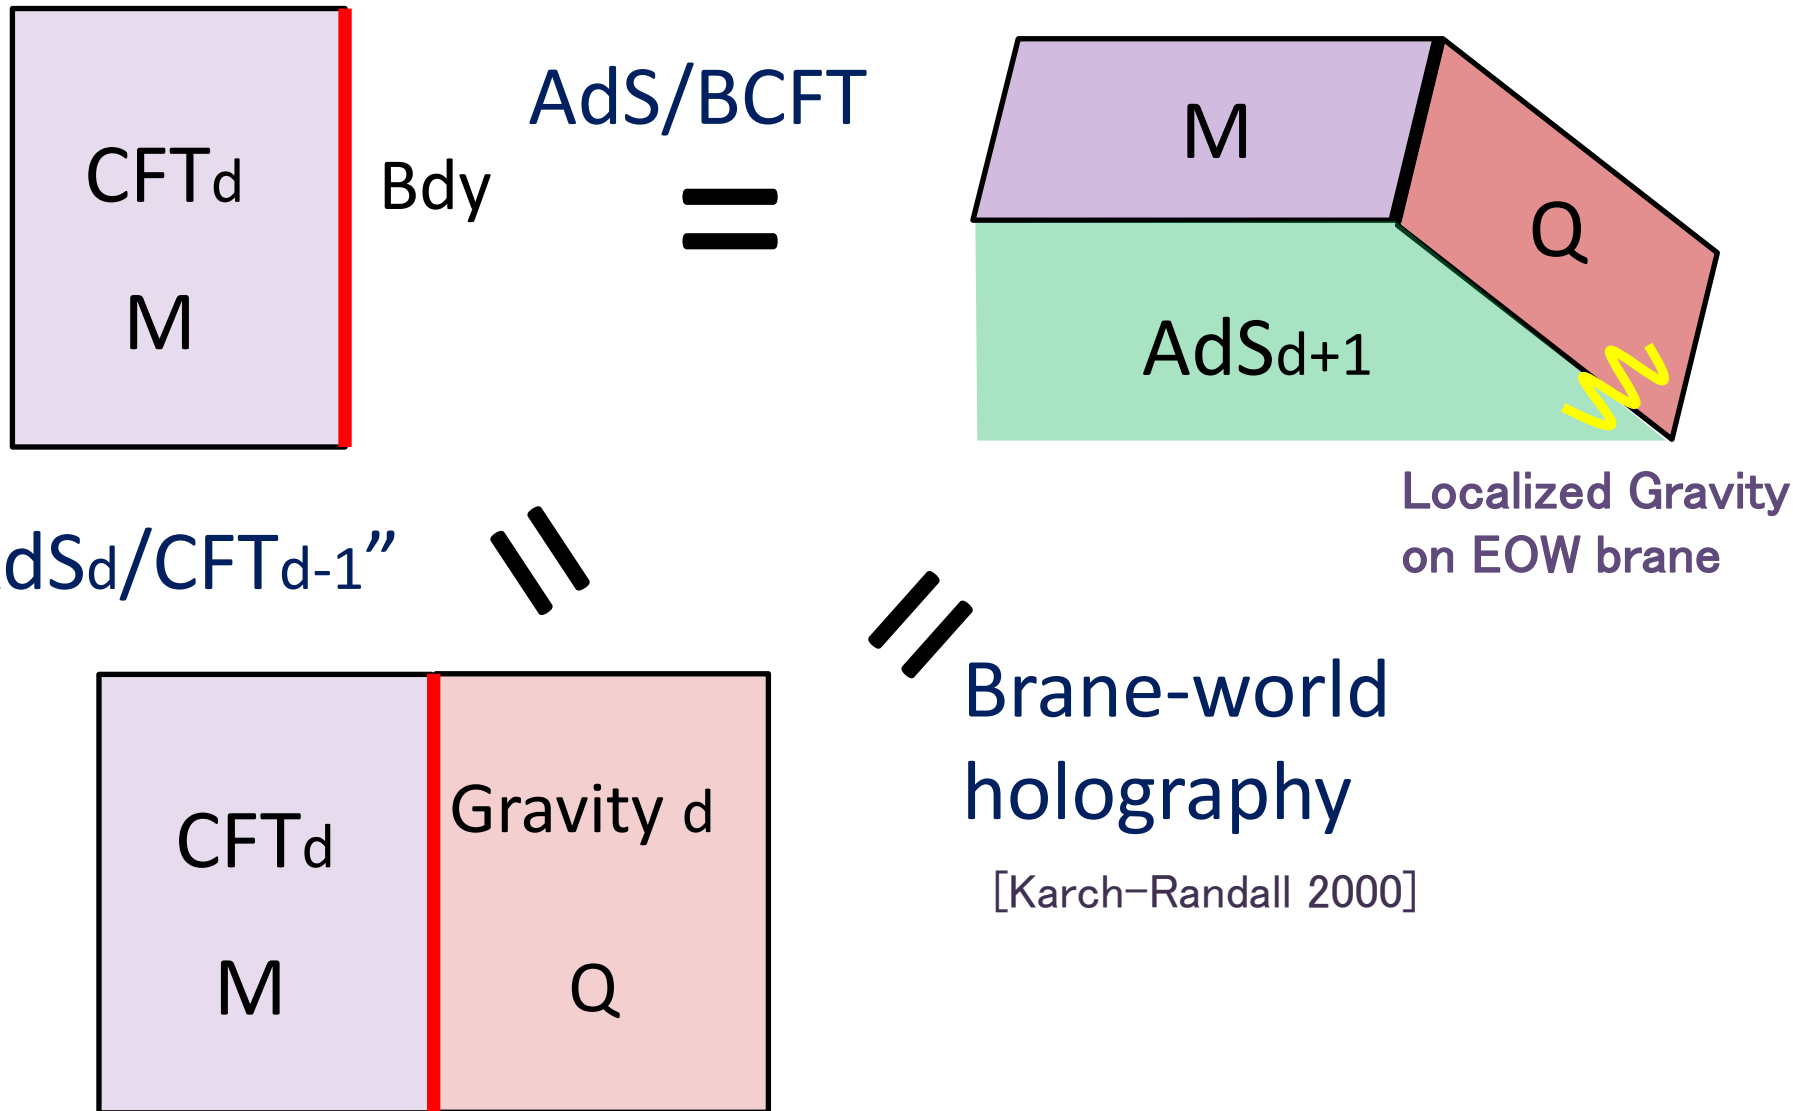 CFTd
M
Bdy
AdS/BCFT
=
M
Q
AdSd+1
Localized Gravity
on EOW brane
dSd/CFTd-1”
=
=
Brane-world
holography
[Karch-Randall 2000]
CFTd
M
Gravity d
Q